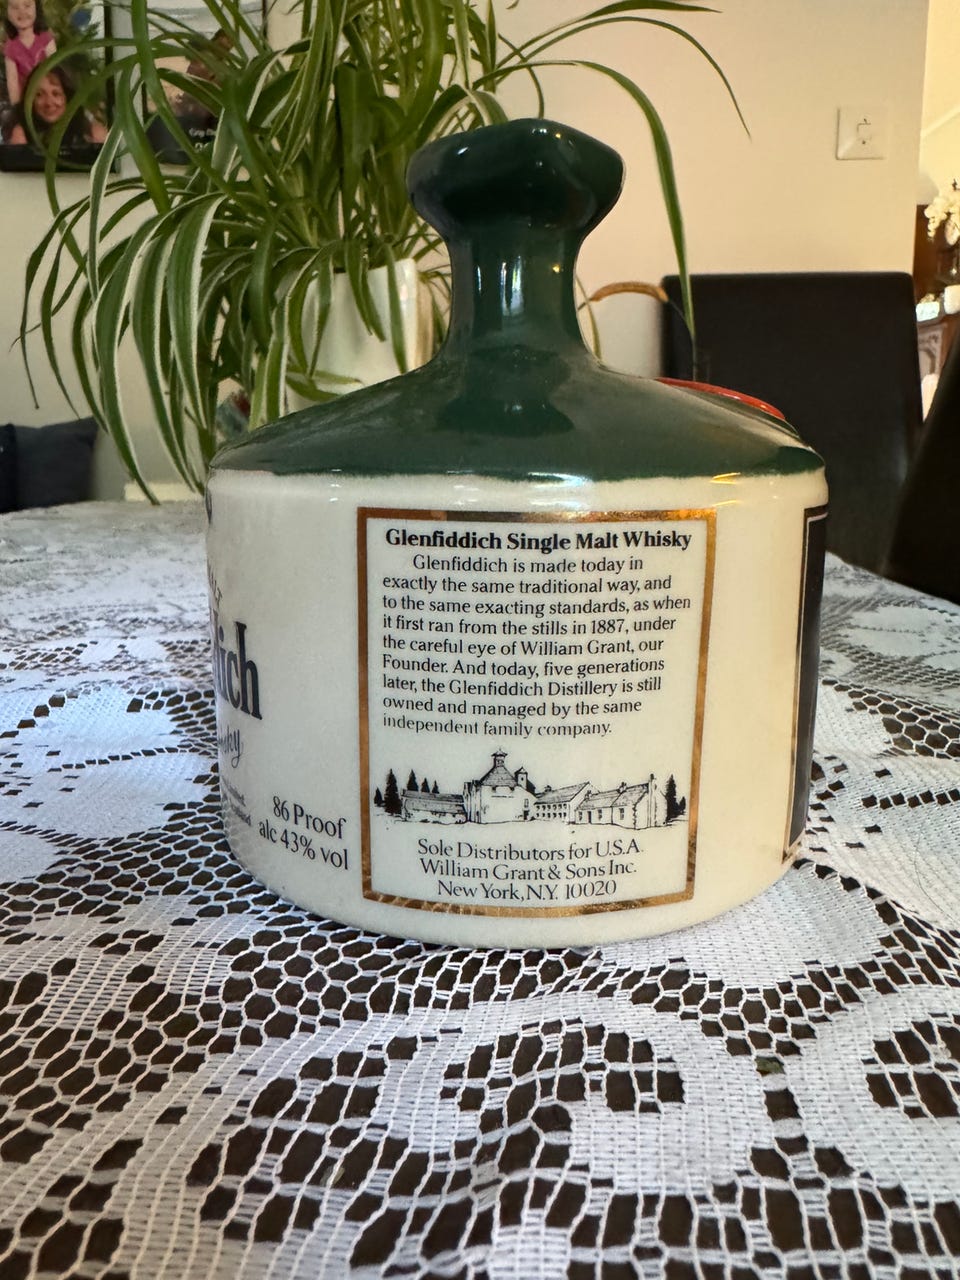 Glenfiddich Single Malt Whisky
Glenfiddich is made today in
exactly the same traditional way, and
to the same exacting standards, as when
it first ran from the stills in 1887, under
the careful eye of William Grant, our
Founder. And today, five generations
later, the Glenfiddich Distillery is still
owned and managed by the same
independent family company.
Sole Distributors for U.S.A.
William Grant & Sons Inc.
New York, N.Y. 10020
86 Proof
alc 43% vol